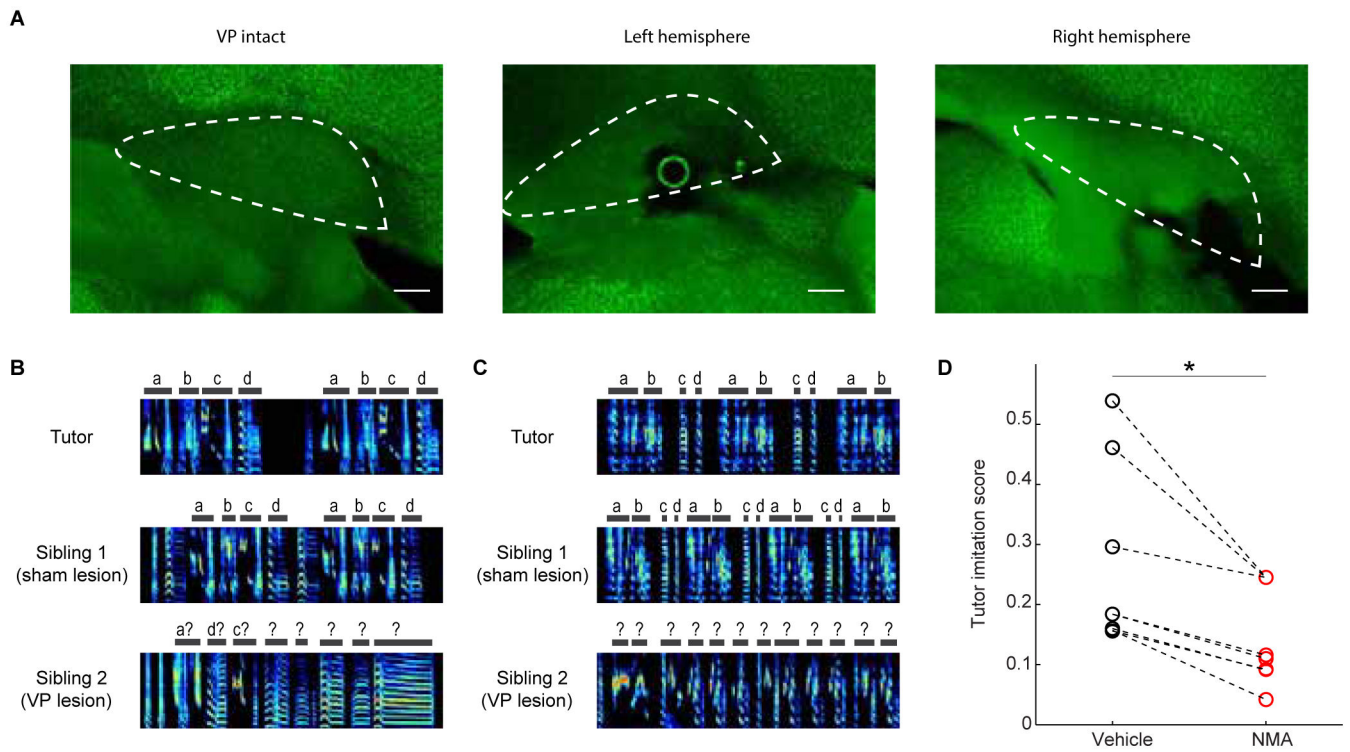 A
VP intact
Left hemisphere
Right hemisphere
B
a b c d a b c d
Tutor
a b c d a b c d
Sibling 1
(sham lesion)
a? d? c? ? ? ? ? ?
Sibling 2
(VP lesion)
C
a b c d a b c d a b
Tutor
a b c d a b c d a b c d a b
Sibling 1
(sham lesion)
? ? ? ? ? ? ? ? ? ?
Sibling 2
(VP lesion)
D
*
Tutor imitation score
0.5
0.4
0.3
0.2
0.1
0
Vehicle
NMA